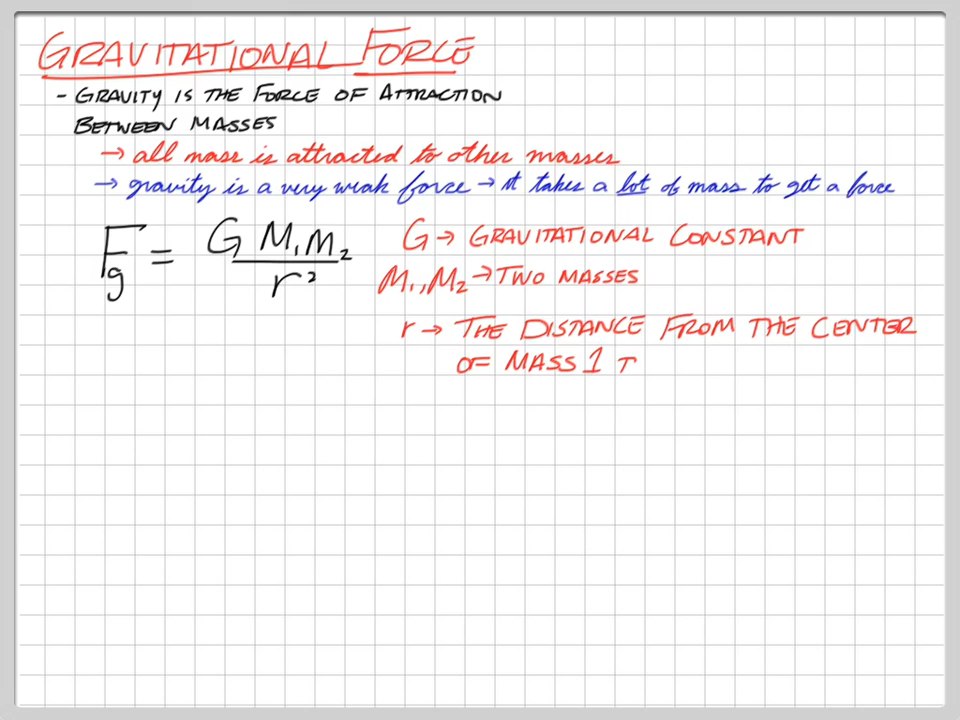 GRAVITATIONAL FORCE
- GRAVITY IS THE FORCE OF ATTRACTION
BETWEEN MASSES
→ all mass is attracted to other masses
→ gravity is a very weak force → it takes a lot of mass to get a force
Fg = G M₁M₂ / r²
G → GRAVITATIONAL CONSTANT
M₁, M₂ → TWO MASSES
r → THE DISTANCE FROM THE CENTER
OF MASS 1 T